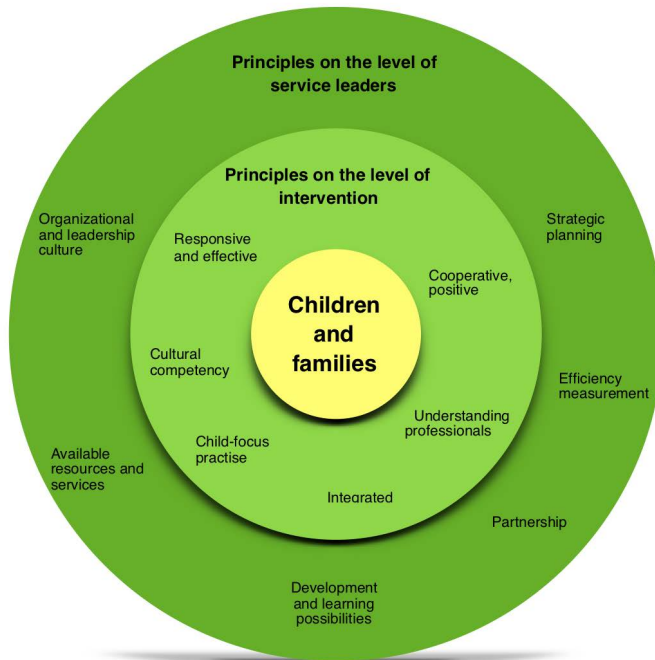 Principles on the level of
service leaders
Principles on the level of
intervention
Organizational
and leadership
culture
Strategic
planning
Responsive
and effective
Cooperative,
positive
Children
and
families
Cultural
competency
Efficiency
measurement
Understanding
professionals
Child-focus
practise
Available
resources and
services
Integrated
Partnership
Development
and learning
possibilities